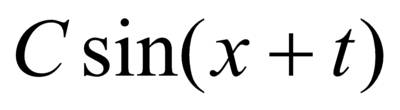 C sin(x + t)